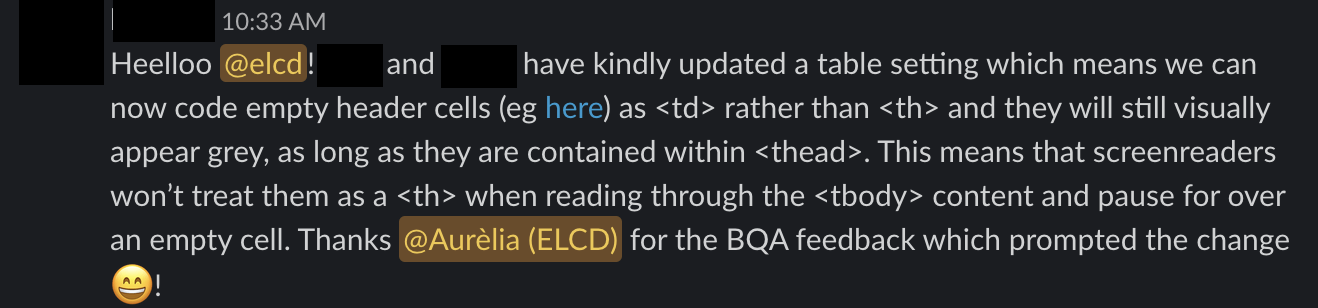 10:33 AM
Heelloo @elcd! and have kindly updated a table setting which means we can
now code empty header cells (eg here) as <td> rather than <th> and they will still visually
appear grey, as long as they are contained within <thead>. This means that screenreaders
won’t treat them as a <th> when reading through the <tbody> content and pause for over
an empty cell. Thanks @Aurèlia (ELCD) for the BQA feedback which prompted the change
😄!